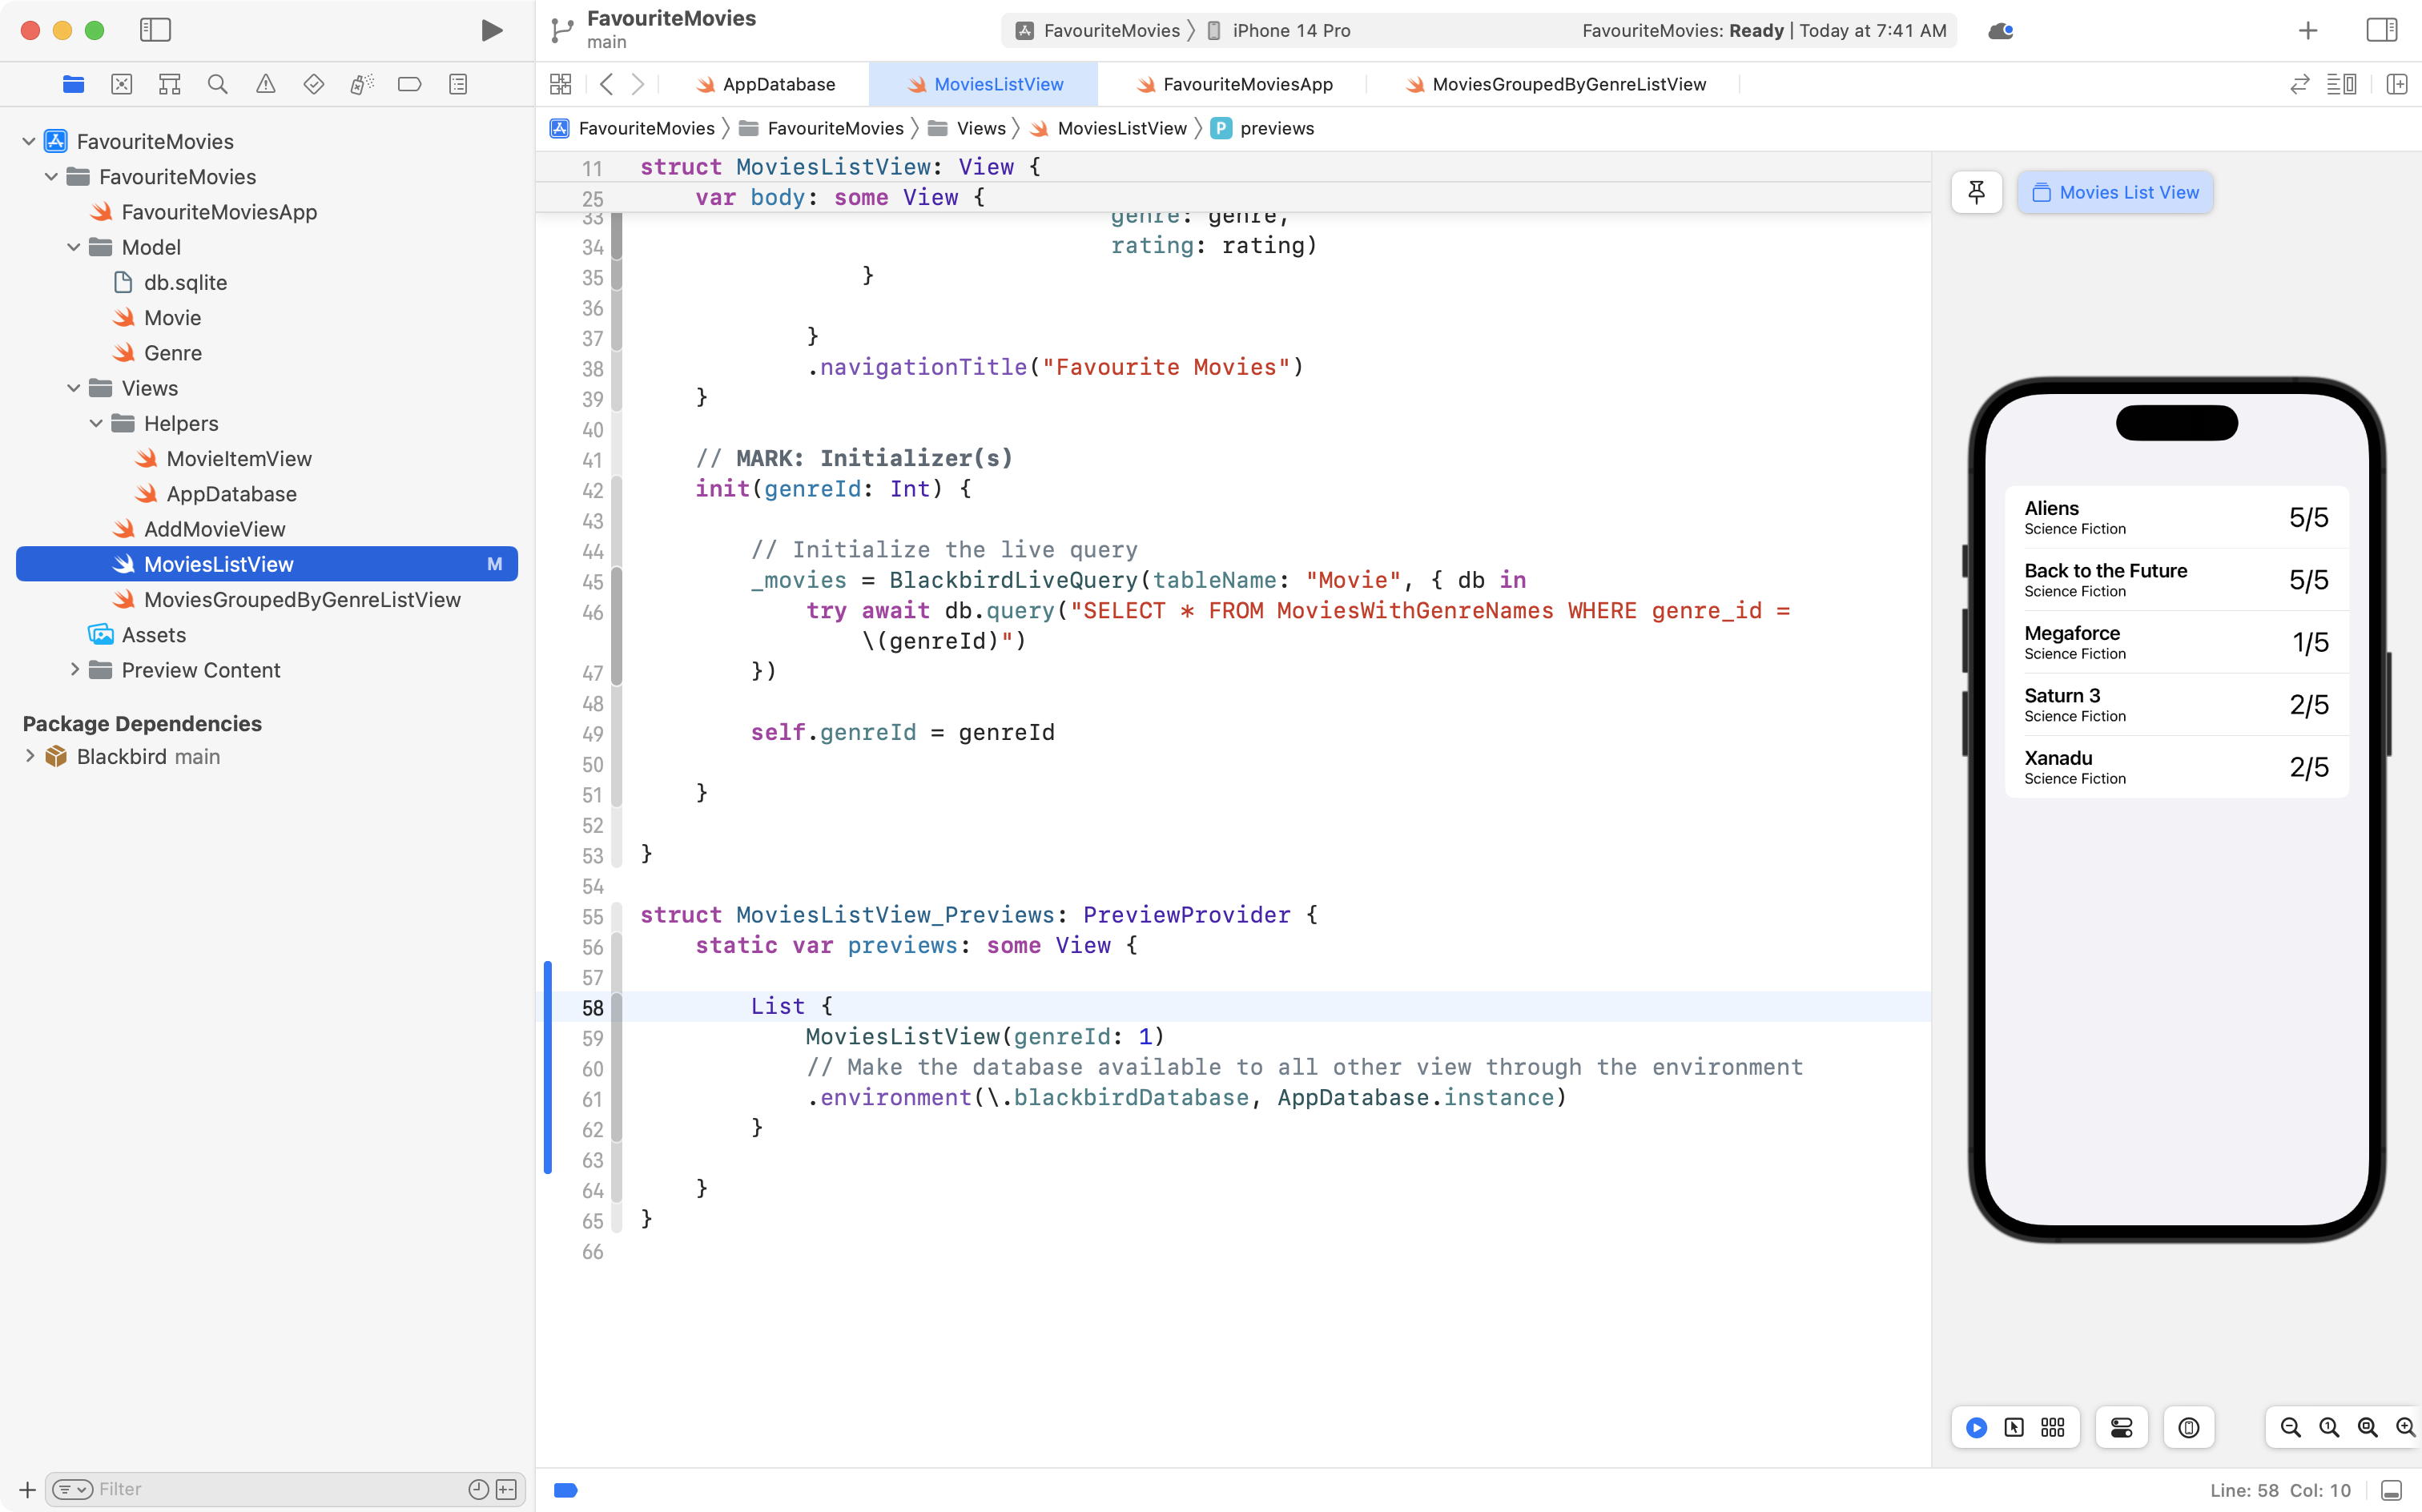 FavouriteMovies
main
FavouriteMovies
iPhone 14 Pro
FavouriteMovies: Ready | Today at 7:41 AM
AppDatabase
MoviesListView
FavouriteMoviesApp
MoviesGroupedByGenreListView
FavouriteMovies
FavouriteMovies
Views
MoviesListView
P previews
FavouriteMovies
FavouriteMovies
FavouriteMoviesApp
Model
db.sqlite
Movie
Genre
Views
Helpers
MovieItemView
AppDatabase
AddMovieView
MoviesListView M
MoviesGroupedByGenreListView
Assets
Preview Content
Package Dependencies
Blackbird main
Filter
11 struct MoviesListView: View {
25 var body: some View {
33 genre: genre,
34 rating: rating)
35 }
36
37 }
38 .navigationTitle("Favourite Movies")
39 }
40
41 // MARK: Initializer(s)
42 init(genreId: Int) {
43
44 // Initialize the live query
45 _movies = BlackbirdLiveQuery(tableName: "Movie", { db in
46 try await db.query("SELECT * FROM MoviesWithGenreNames WHERE genre_id =
\(genreId)")
47 })
48
49 self.genreId = genreId
50
51 }
52
53 }
54
55 struct MoviesListView_Previews: PreviewProvider {
56 static var previews: some View {
57
58 List {
59 MoviesListView(genreId: 1)
60 // Make the database available to all other view through the environment
61 .environment(\.blackbirdDatabase, AppDatabase.instance)
62 }
63
64 }
65 }
66
Movies List View
Aliens
Science Fiction
5/5
Back to the Future
Science Fiction
5/5
Megaforce
Science Fiction
1/5
Saturn 3
Science Fiction
2/5
Xanadu
Science Fiction
2/5
Line: 58 Col: 10